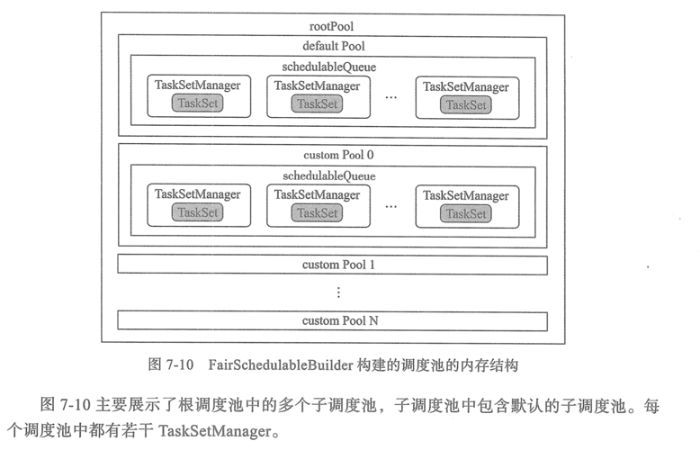 rootPool
default Pool
schedulableQueue
TaskSetManager TaskSetManager ... TaskSetManager
TaskSet TaskSet TaskSet
custom Pool 0
schedulableQueue
TaskSetManager TaskSetManager ... TaskSetManager
TaskSet TaskSet TaskSet
custom Pool 1
⋮
custom Pool N
图 7-10 FairSchedulableBuilder 构建的调度池的内存结构
图 7-10 主要展示了根调度池中的多个子调度池，子调度池中包含默认的子调度池。每
个调度池中都有若干 TaskSetManager。